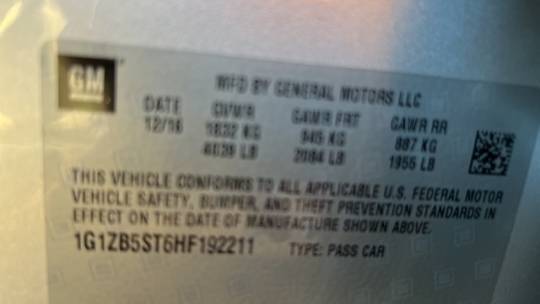 GM
MFD BY GENERAL MOTORS LLC
DATE GVWR GAWR FRT GAWR RR
12/16 1832 KG 945 KG 887 KG
LB 2084 LB 1955 LB
THIS VEHICLE CONFORMS TO ALL APPLICABLE U.S. FEDERAL MOTOR
VEHICLE SAFETY, BUMPER, AND THEFT PREVENTION STANDARDS IN
EFFECT ON THE DATE OF MANUFACTURE SHOWN ABOVE.
1G1ZB5ST6HF192211 TYPE: PASS CAR